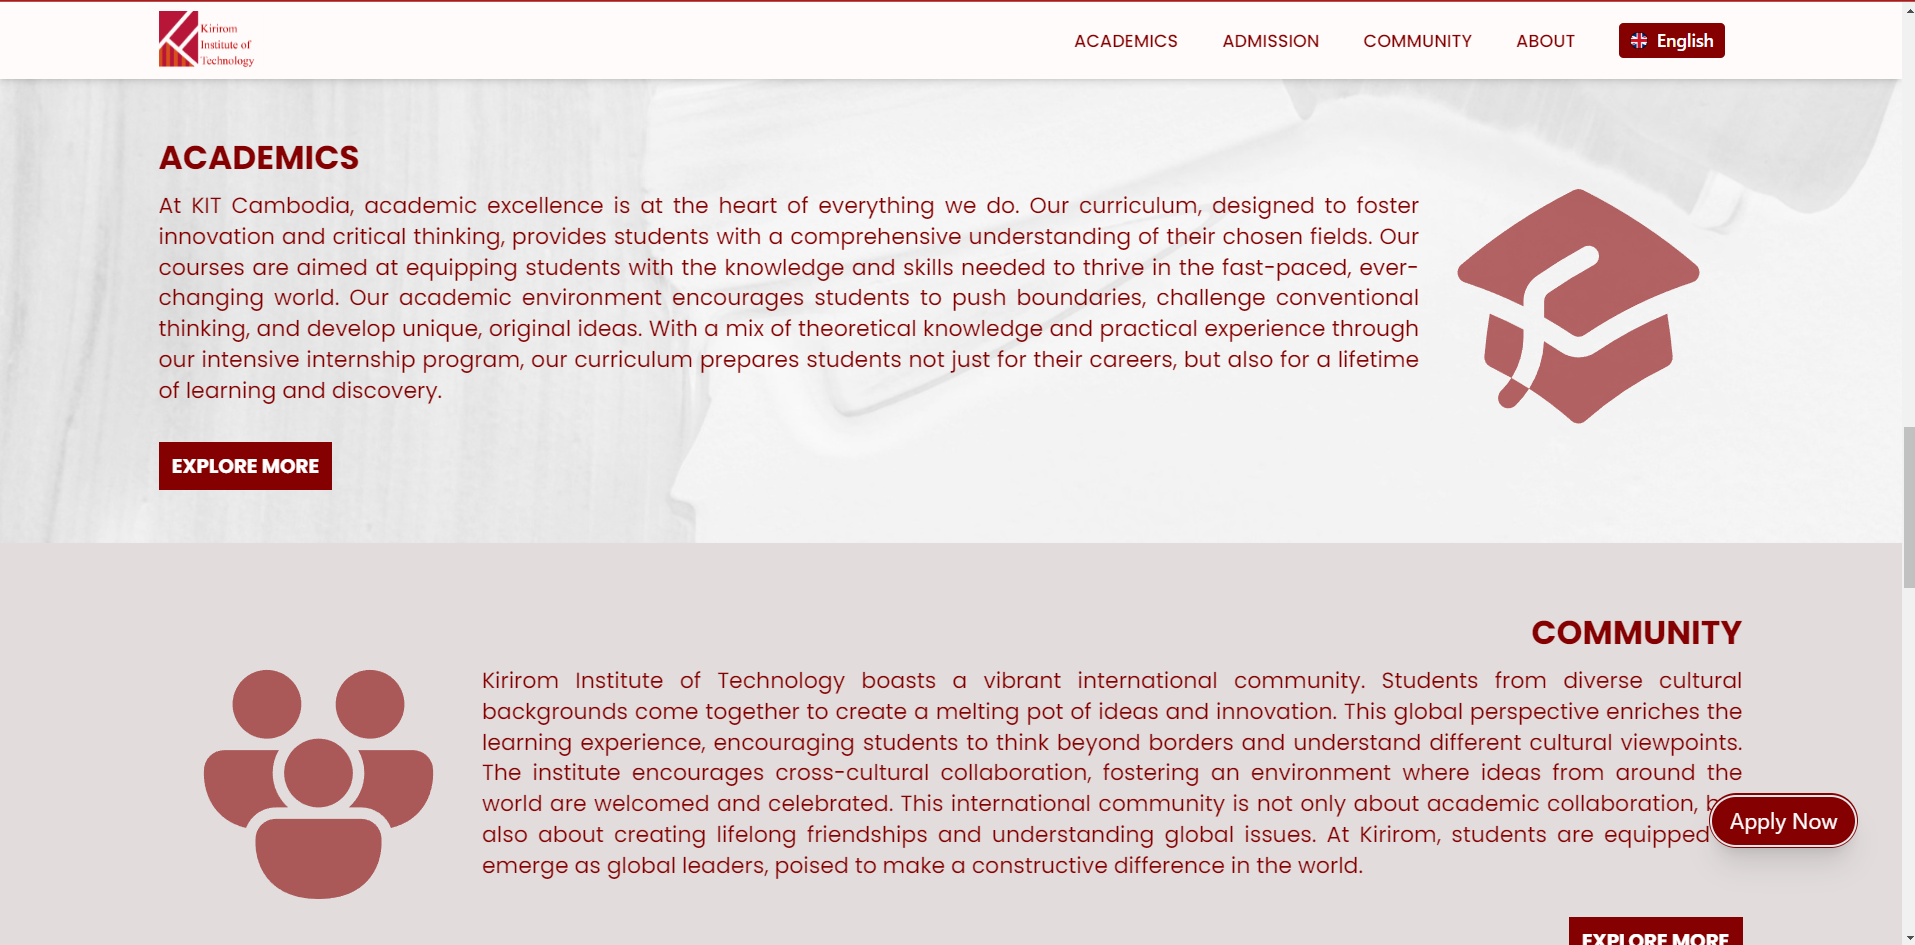 Kirirom
Institute of
Technology
ACADEMICS
ADMISSION
COMMUNITY
ABOUT
English
ACADEMICS
At KIT Cambodia, academic excellence is at the heart of everything we do. Our curriculum, designed to foster
innovation and critical thinking, provides students with a comprehensive understanding of their chosen fields. Our
courses are aimed at equipping students with the knowledge and skills needed to thrive in the fast-paced, ever-
changing world. Our academic environment encourages students to push boundaries, challenge conventional
thinking, and develop unique, original ideas. With a mix of theoretical knowledge and practical experience through
our intensive internship program, our curriculum prepares students not just for their careers, but also for a lifetime
of learning and discovery.
EXPLORE MORE
COMMUNITY
Kirirom Institute of Technology boasts a vibrant international community. Students from diverse cultural
backgrounds come together to create a melting pot of ideas and innovation. This global perspective enriches the
learning experience, encouraging students to think beyond borders and understand different cultural viewpoints.
The institute encourages cross-cultural collaboration, fostering an environment where ideas from around the
world are welcomed and celebrated. This international community is not only about academic collaboration,
also about creating lifelong friendships and understanding global issues. At Kirirom, students are equipped
emerge as global leaders, poised to make a constructive difference in the world.
Apply Now
EXPLORE MORE